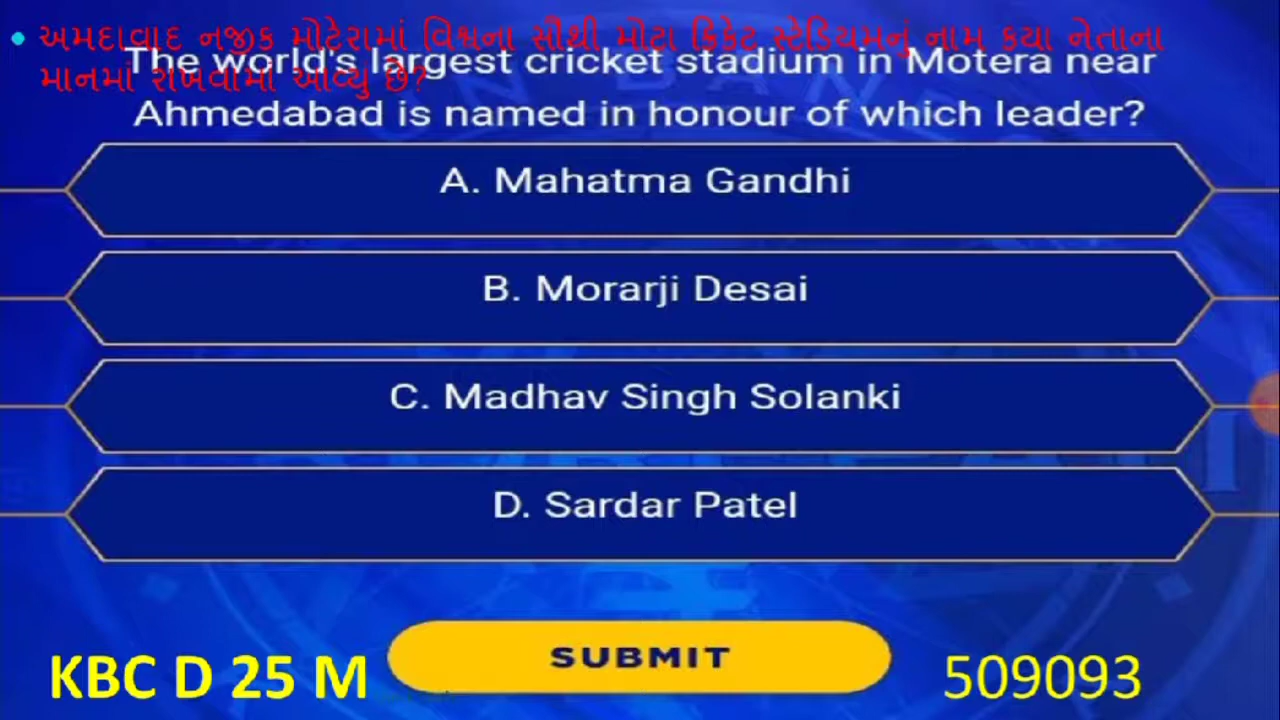 • અમદાવાદ નજીક મોટેરામાં વિશ્વના સૌથી મોટા ક્રિકેટ સ્ટેડિયમનું નામ કયા નેતાના
માનમાં રાખવામાં આવ્યુ છે?
The world's largest cricket stadium in Motera near
Ahmedabad is named in honour of which leader?
A. Mahatma Gandhi
B. Morarji Desai
C. Madhav Singh Solanki
D. Sardar Patel
SUBMIT
KBC D 25 M
509093